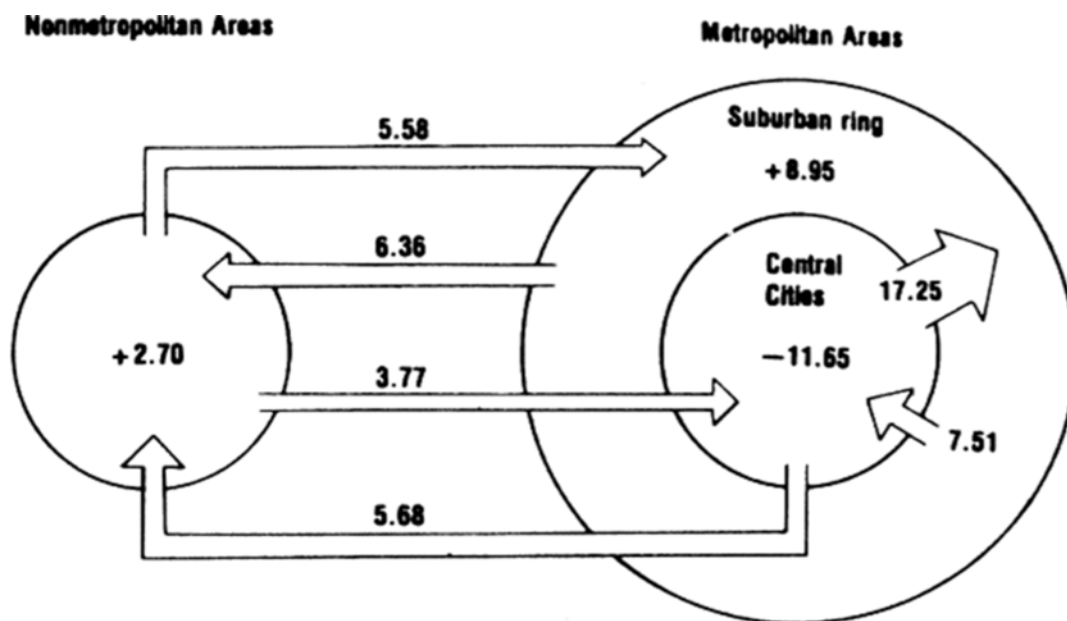 Nonmetropolitan Areas
Metropolitan Areas
Suburban ring
+8.95
5.58
6.36
Central
Cities
17.25
+2.70
−11.65
3.77
7.51
5.68